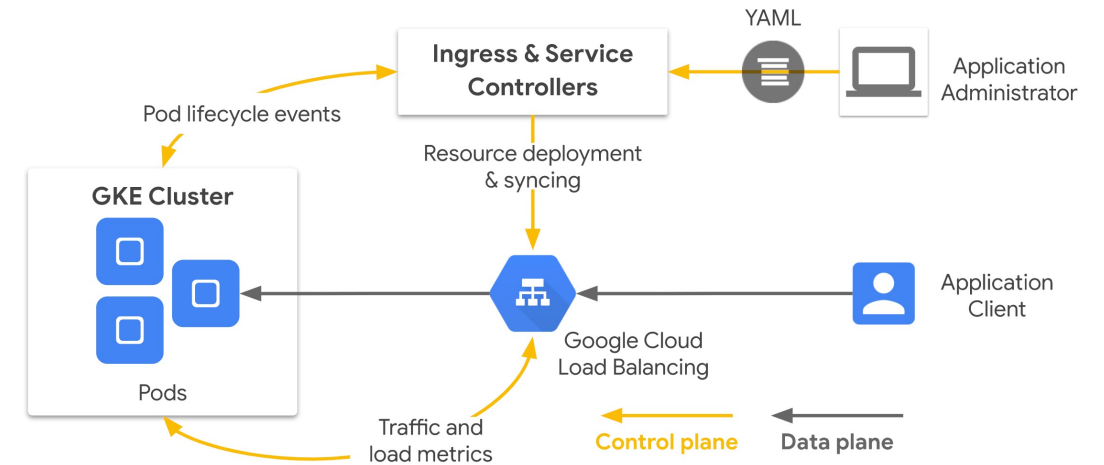 YAML
Ingress & Service
Controllers
Application
Administrator
Pod lifecycle events
Resource deployment
& syncing
GKE Cluster
Application
Client
Google Cloud
Load Balancing
Pods
Traffic and
load metrics
Control plane
Data plane